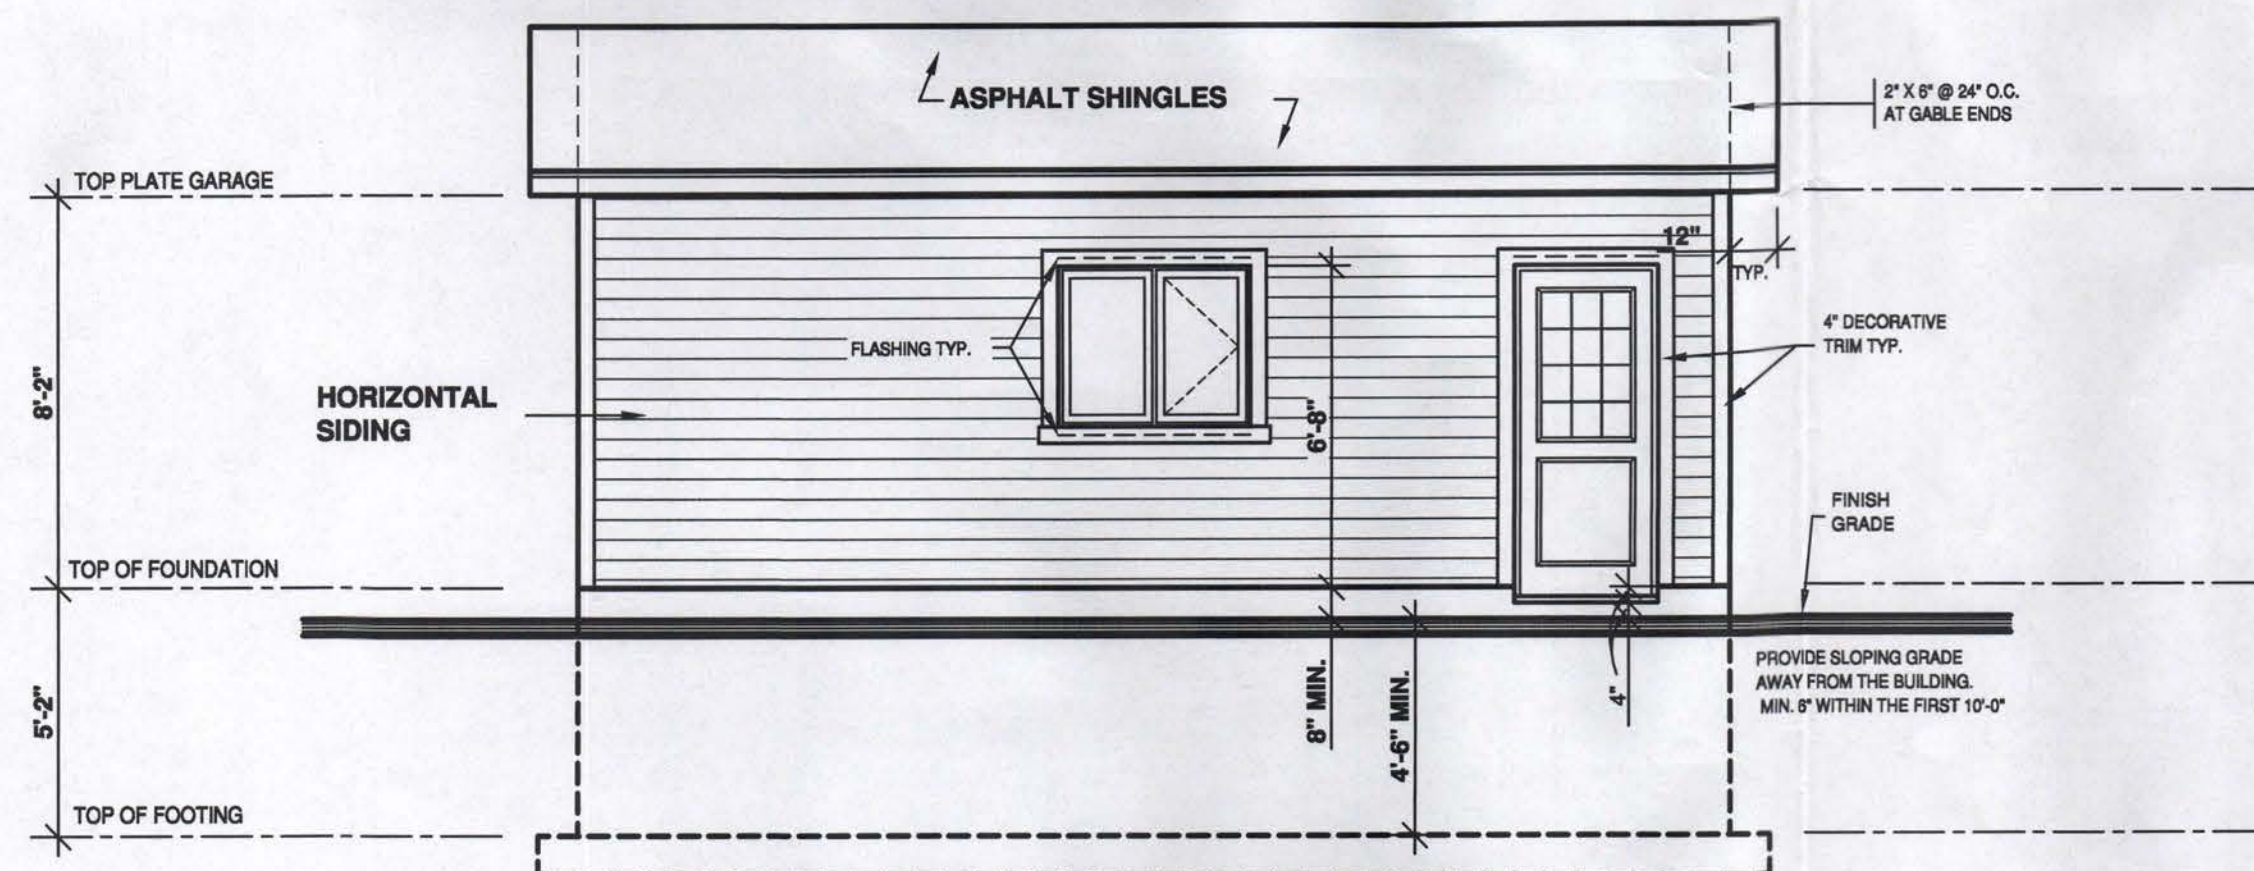 ASPHALT SHINGLES
2" X 6" @ 24" O.C.
AT GABLE ENDS
TOP PLATE GARAGE
12"
TYP.
4" DECORATIVE
TRIM TYP.
FLASHING TYP.
8'-2"
HORIZONTAL
SIDING
6'-8"
FINISH
GRADE
TOP OF FOUNDATION
PROVIDE SLOPING GRADE
AWAY FROM THE BUILDING.
MIN. 6" WITHIN THE FIRST 10'-0"
5'-2"
8" MIN.
4'-6" MIN.
4"
TOP OF FOOTING